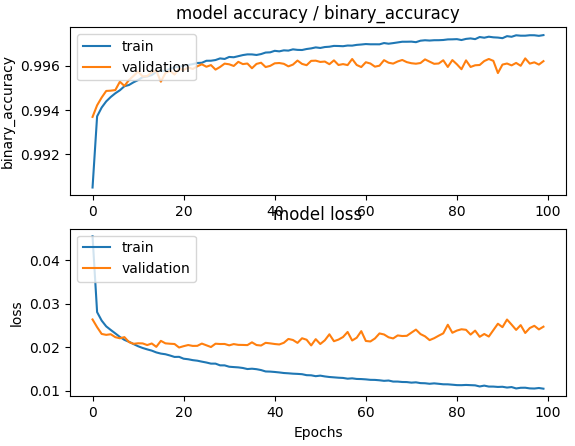 model accuracy / binary_accuracy
train
validation
binary_accuracy
0.996
0.994
0.992
0 20 40 60 80 100
model loss
train
validation
loss
0.04
0.03
0.02
0.01
0 20 40 60 80 100
Epochs